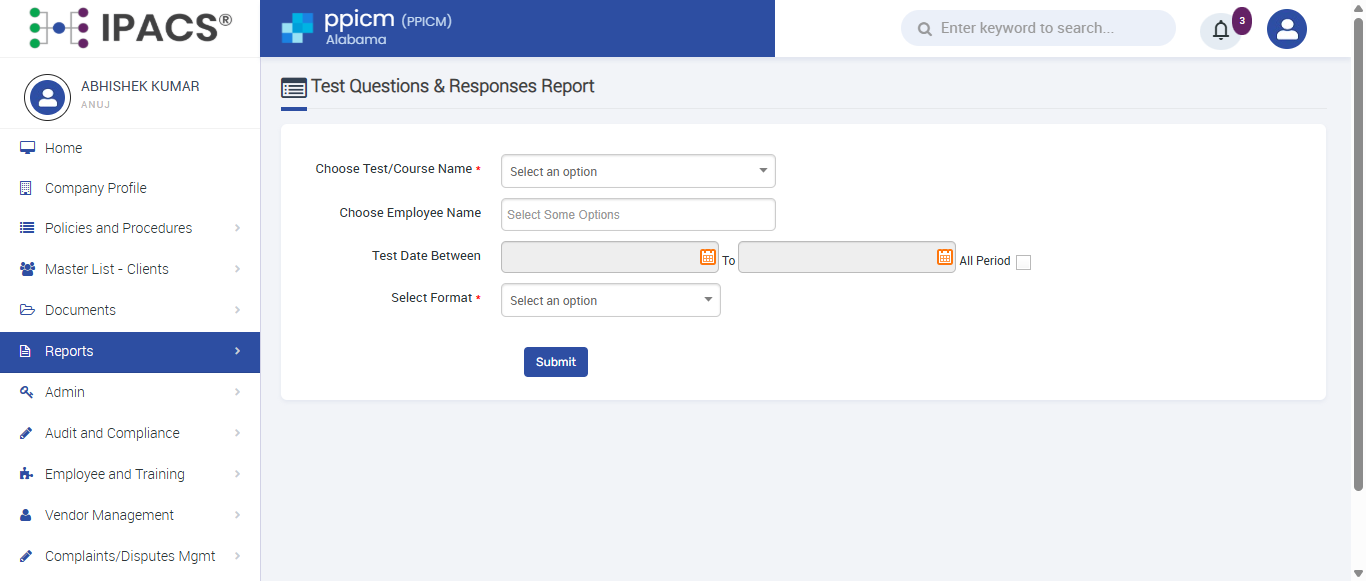 IPACS®
ppicm (PPICM)
Alabama
Enter keyword to search...
3
ABHISHEK KUMAR
ANUJ
Home
Company Profile
Policies and Procedures
Master List - Clients
Documents
Reports
Admin
Audit and Compliance
Employee and Training
Vendor Management
Complaints/Disputes Mgmt
Test Questions & Responses Report
Choose Test/Course Name * Select an option
Choose Employee Name Select Some Options
Test Date Between To All Period
Select Format * Select an option
Submit